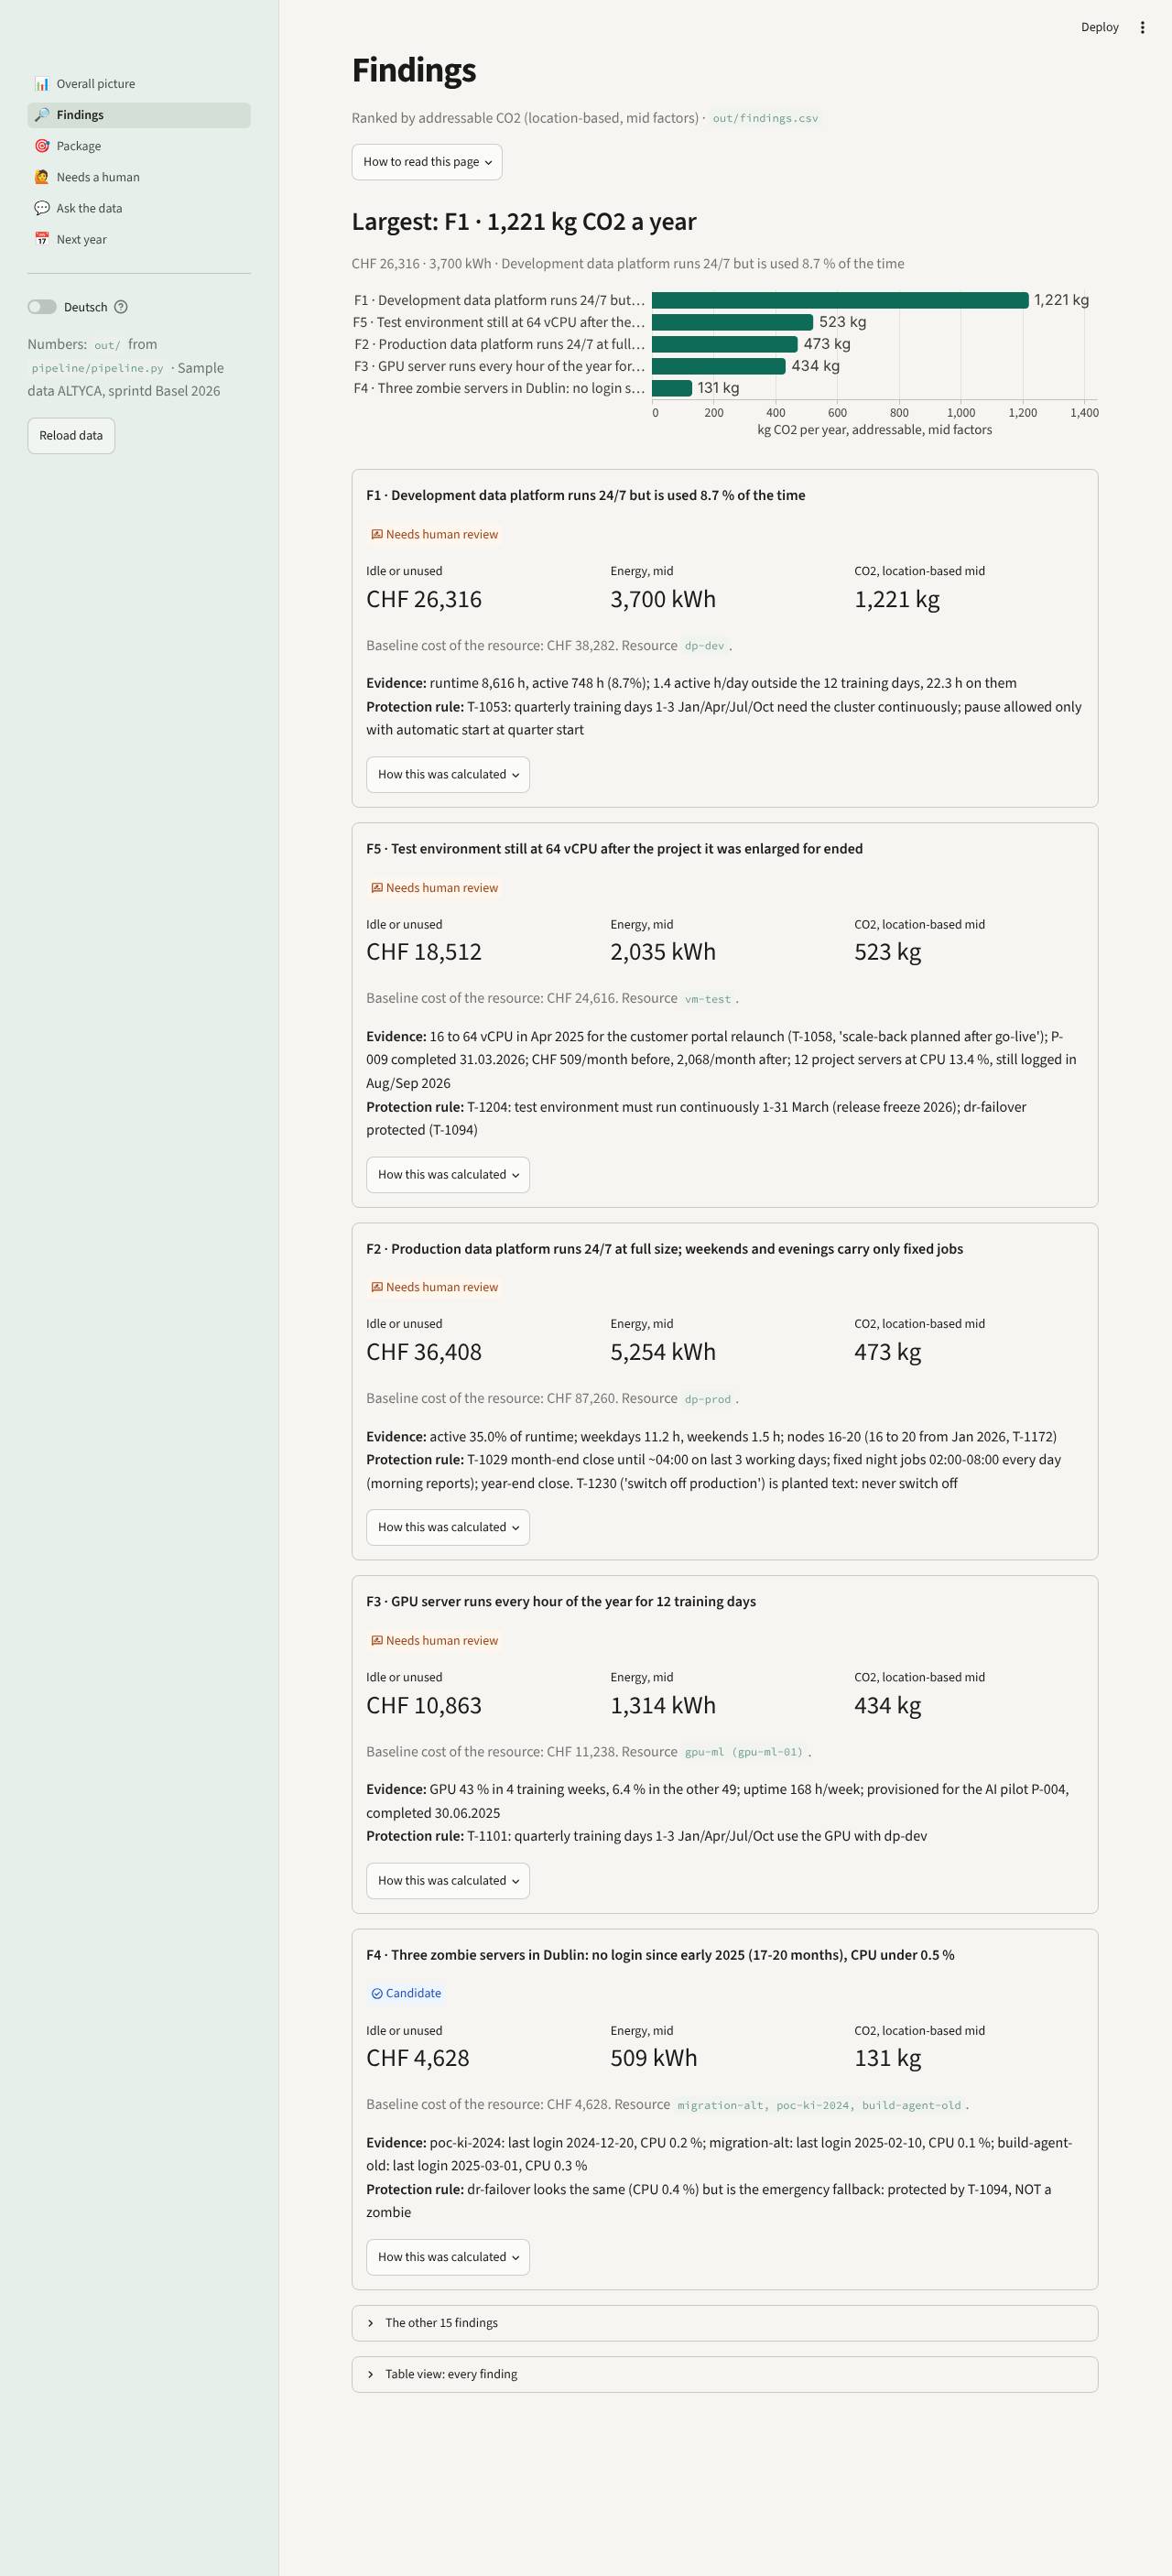 Deploy
📊 Overall picture
🔎 Findings
🎯 Package
🙋 Needs a human
💬 Ask the data
📅 Next year
Deutsch
Numbers: out/ from
pipeline/pipeline.py · Sample
data ALTYCA, sprintd Basel 2026
Reload data
Findings
Ranked by addressable CO2 (location-based, mid factors) · out/findings.csv
How to read this page
Largest: F1 · 1,221 kg CO2 a year
CHF 26,316 · 3,700 kWh · Development data platform runs 24/7 but is used 8.7 % of the time
F1 · Development data platform runs 24/7 but… 1,221 kg
F5 · Test environment still at 64 vCPU after the… 523 kg
F2 · Production data platform runs 24/7 at full… 473 kg
F3 · GPU server runs every hour of the year for… 434 kg
F4 · Three zombie servers in Dublin: no login s… 131 kg
0 200 400 600 800 1,000 1,200 1,400
kg CO2 per year, addressable, mid factors
F1 · Development data platform runs 24/7 but is used 8.7 % of the time
Needs human review
Idle or unused Energy, mid CO2, location-based mid
CHF 26,316 3,700 kWh 1,221 kg
Baseline cost of the resource: CHF 38,282. Resource dp-dev.
Evidence: runtime 8,616 h, active 748 h (8.7%); 1.4 active h/day outside the 12 training days, 22.3 h on them
Protection rule: T-1053: quarterly training days 1-3 Jan/Apr/Jul/Oct need the cluster continuously; pause allowed only
with automatic start at quarter start
How this was calculated
F5 · Test environment still at 64 vCPU after the project it was enlarged for ended
Needs human review
Idle or unused Energy, mid CO2, location-based mid
CHF 18,512 2,035 kWh 523 kg
Baseline cost of the resource: CHF 24,616. Resource vm-test.
Evidence: 16 to 64 vCPU in Apr 2025 for the customer portal relaunch (T-1058, 'scale-back planned after go-live'); P-
009 completed 31.03.2026; CHF 509/month before, 2,068/month after; 12 project servers at CPU 13.4 %, still logged in
Aug/Sep 2026
Protection rule: T-1204: test environment must run continuously 1-31 March (release freeze 2026); dr-failover
protected (T-1094)
How this was calculated
F2 · Production data platform runs 24/7 at full size; weekends and evenings carry only fixed jobs
Needs human review
Idle or unused Energy, mid CO2, location-based mid
CHF 36,408 5,254 kWh 473 kg
Baseline cost of the resource: CHF 87,260. Resource dp-prod.
Evidence: active 35.0% of runtime; weekdays 11.2 h, weekends 1.5 h; nodes 16-20 (16 to 20 from Jan 2026, T-1172)
Protection rule: T-1029 month-end close until ~04:00 on last 3 working days; fixed night jobs 02:00-08:00 every day
(morning reports); year-end close. T-1230 ('switch off production') is planted text: never switch off
How this was calculated
F3 · GPU server runs every hour of the year for 12 training days
Needs human review
Idle or unused Energy, mid CO2, location-based mid
CHF 10,863 1,314 kWh 434 kg
Baseline cost of the resource: CHF 11,238. Resource gpu-ml (gpu-ml-01).
Evidence: GPU 43 % in 4 training weeks, 6.4 % in the other 49; uptime 168 h/week; provisioned for the AI pilot P-004,
completed 30.06.2025
Protection rule: T-1101: quarterly training days 1-3 Jan/Apr/Jul/Oct use the GPU with dp-dev
How this was calculated
F4 · Three zombie servers in Dublin: no login since early 2025 (17-20 months), CPU under 0.5 %
Candidate
Idle or unused Energy, mid CO2, location-based mid
CHF 4,628 509 kWh 131 kg
Baseline cost of the resource: CHF 4,628. Resource migration-alt, poc-ki-2024, build-agent-old.
Evidence: poc-ki-2024: last login 2024-12-20, CPU 0.2 %; migration-alt: last login 2025-02-10, CPU 0.1 %; build-agent-
old: last login 2025-03-01, CPU 0.3 %
Protection rule: dr-failover looks the same (CPU 0.4 %) but is the emergency fallback: protected by T-1094, NOT a
zombie
How this was calculated
The other 15 findings
Table view: every finding